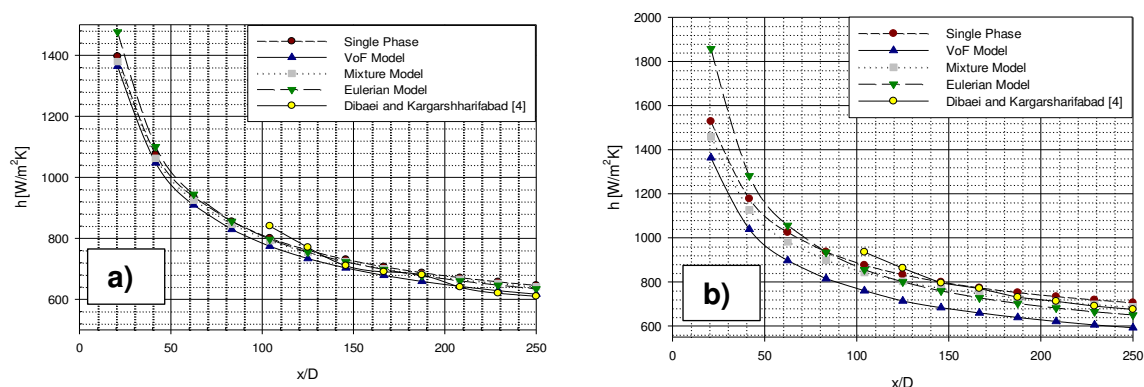 1400
1200
1000
800
600
h [W/m²K]
0 50 100 150 200 250
x/D
Single Phase
VoF Model
Mixture Model
Eulerian Model
Dibaei and Kargarshharifabad [4]
a)
2000
1800
1600
1400
1200
1000
800
600
h [W/m²K]
0 50 100 150 200 250
x/D
Single Phase
VoF Model
Mixture Model
Eulerian Model
Dibaei and Kargarsharifabad [4]
b)